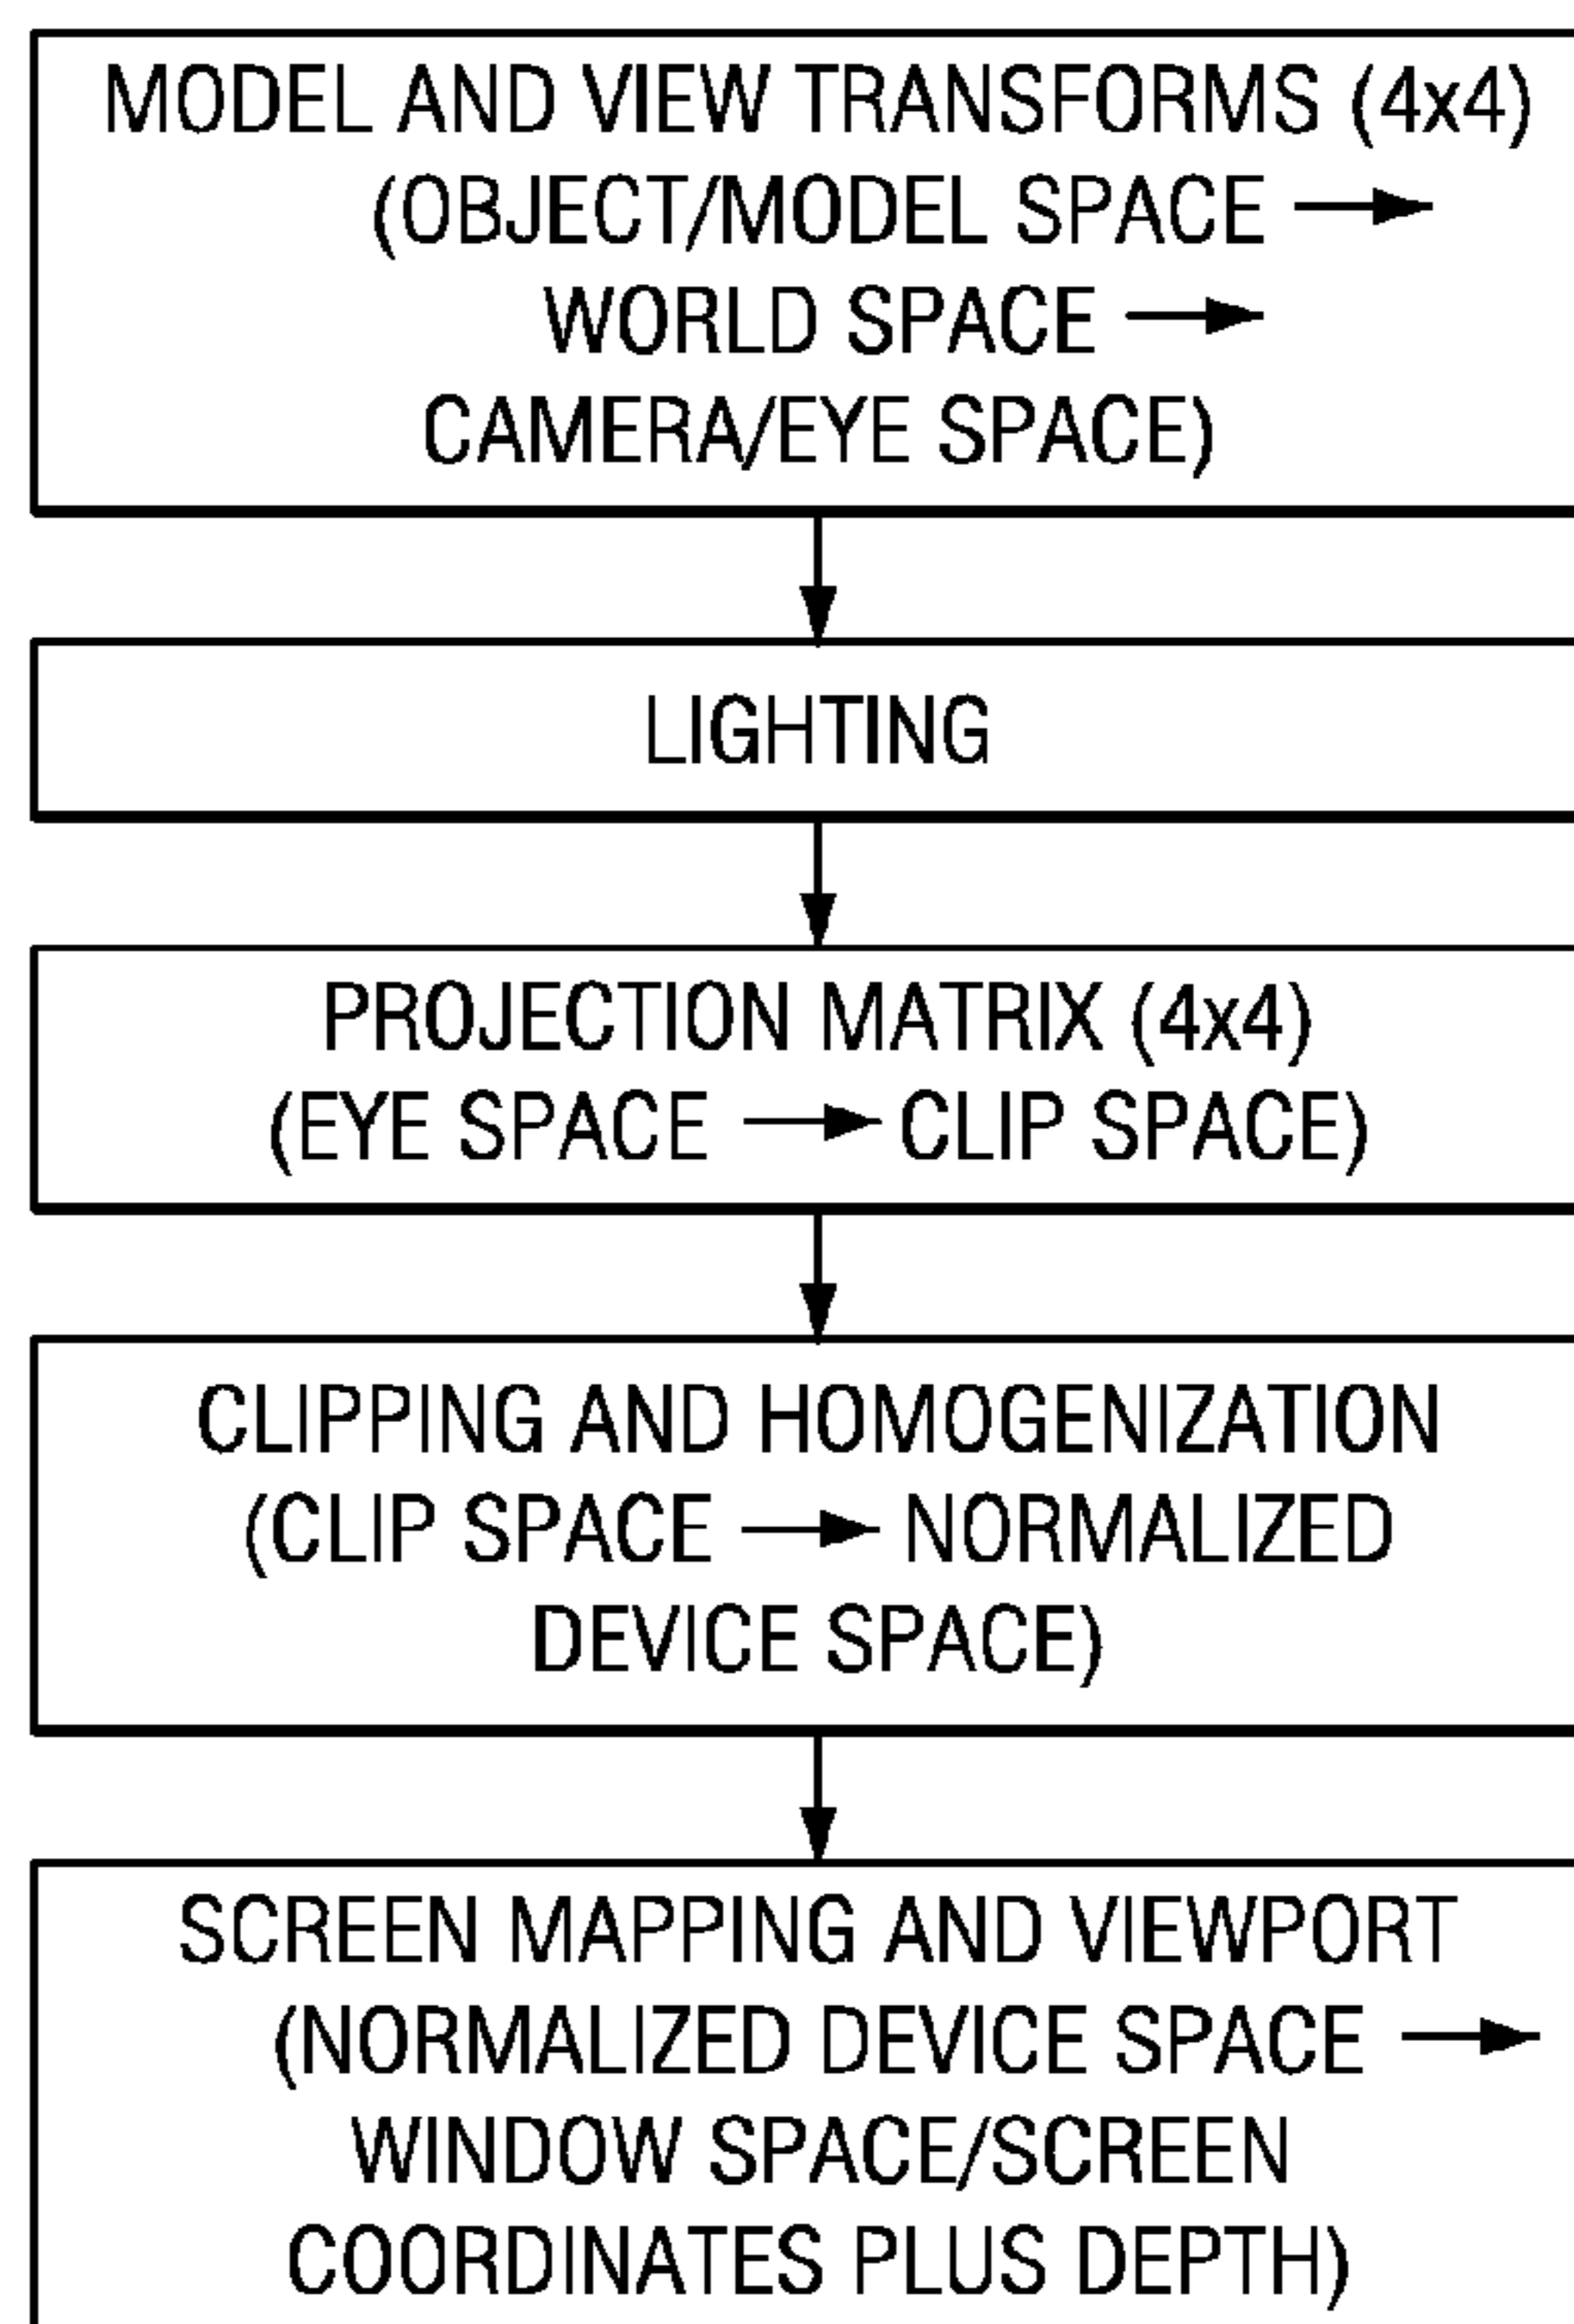 MODEL AND VIEW TRANSFORMS (4x4)
(OBJECT/MODEL SPACE →
WORLD SPACE →
CAMERA/EYE SPACE)
LIGHTING
PROJECTION MATRIX (4x4)
(EYE SPACE → CLIP SPACE)
CLIPPING AND HOMOGENIZATION
(CLIP SPACE → NORMALIZED
DEVICE SPACE)
SCREEN MAPPING AND VIEWPORT
(NORMALIZED DEVICE SPACE →
WINDOW SPACE/SCREEN
COORDINATES PLUS DEPTH)